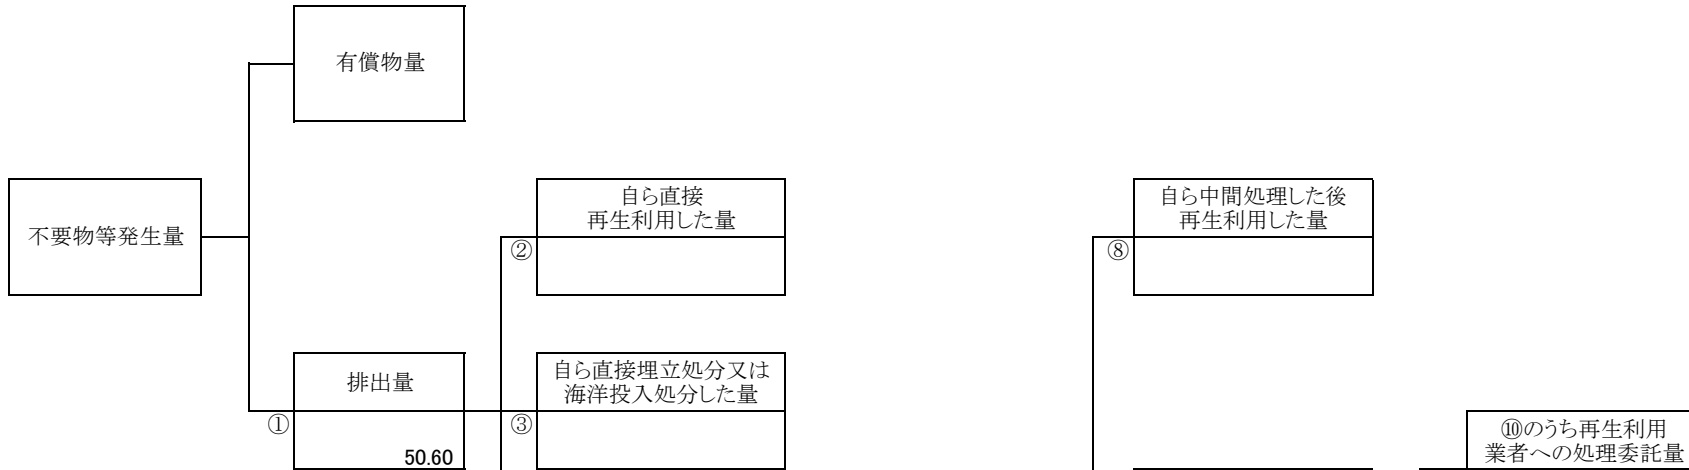 有償物量
不要物等発生量
自ら直接
再生利用した量
②
自ら中間処理した後
再生利用した量
⑧
排出量
①
50.60
自ら直接埋立処分又は
海洋投入処分した量
③
⑩のうち再生利用
業者への処理委託量